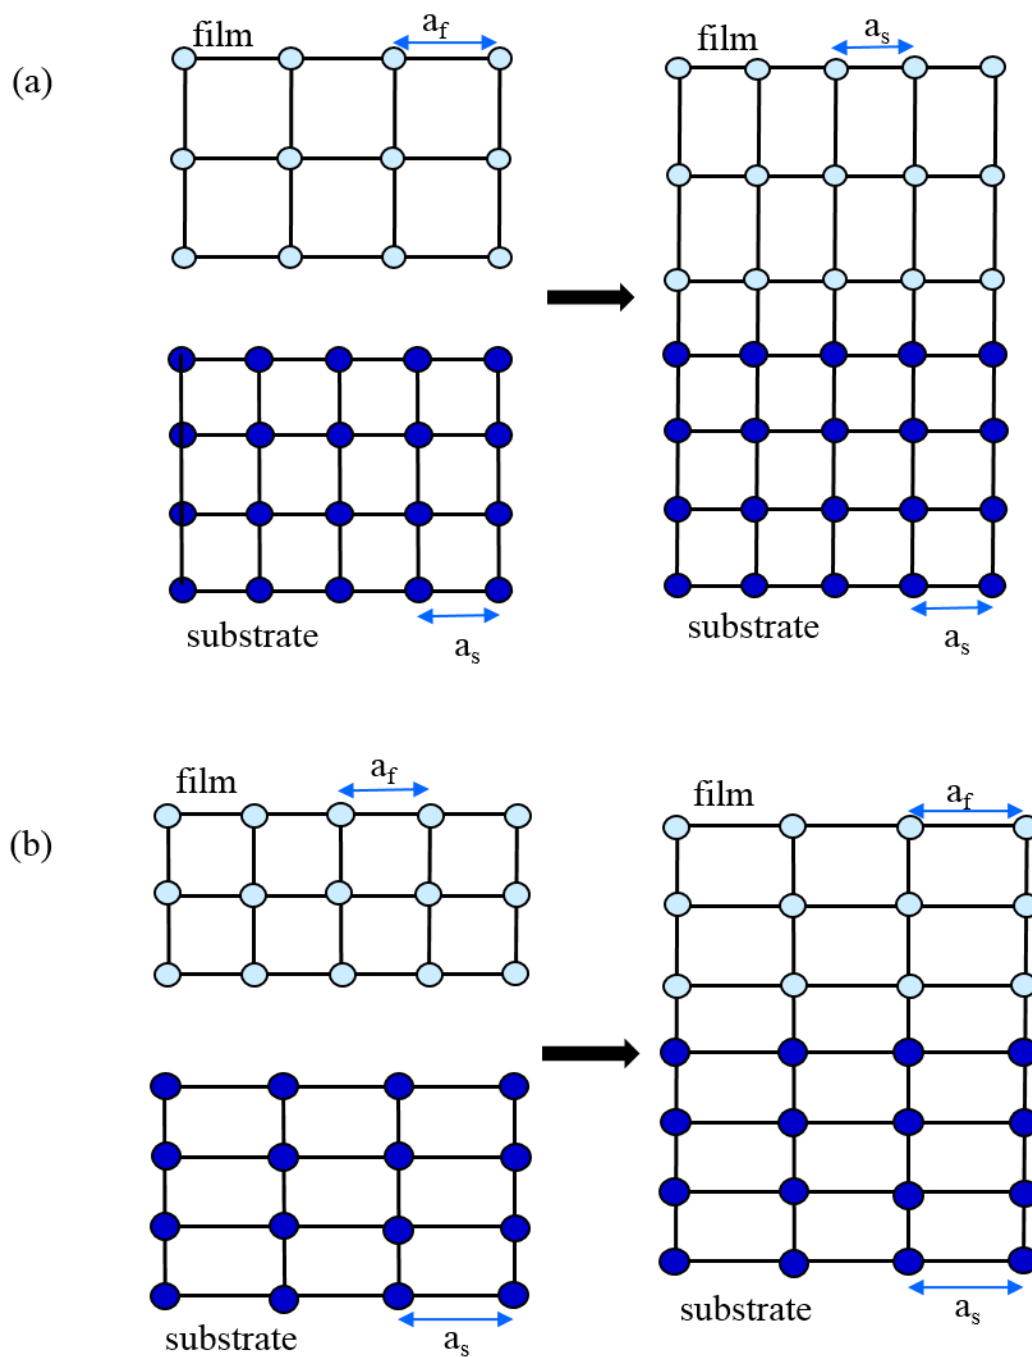 (a)
film
a_f
film
a_s
substrate
a_s
substrate
a_s
(b)
film
a_f
film
a_f
substrate
a_s
substrate
a_s